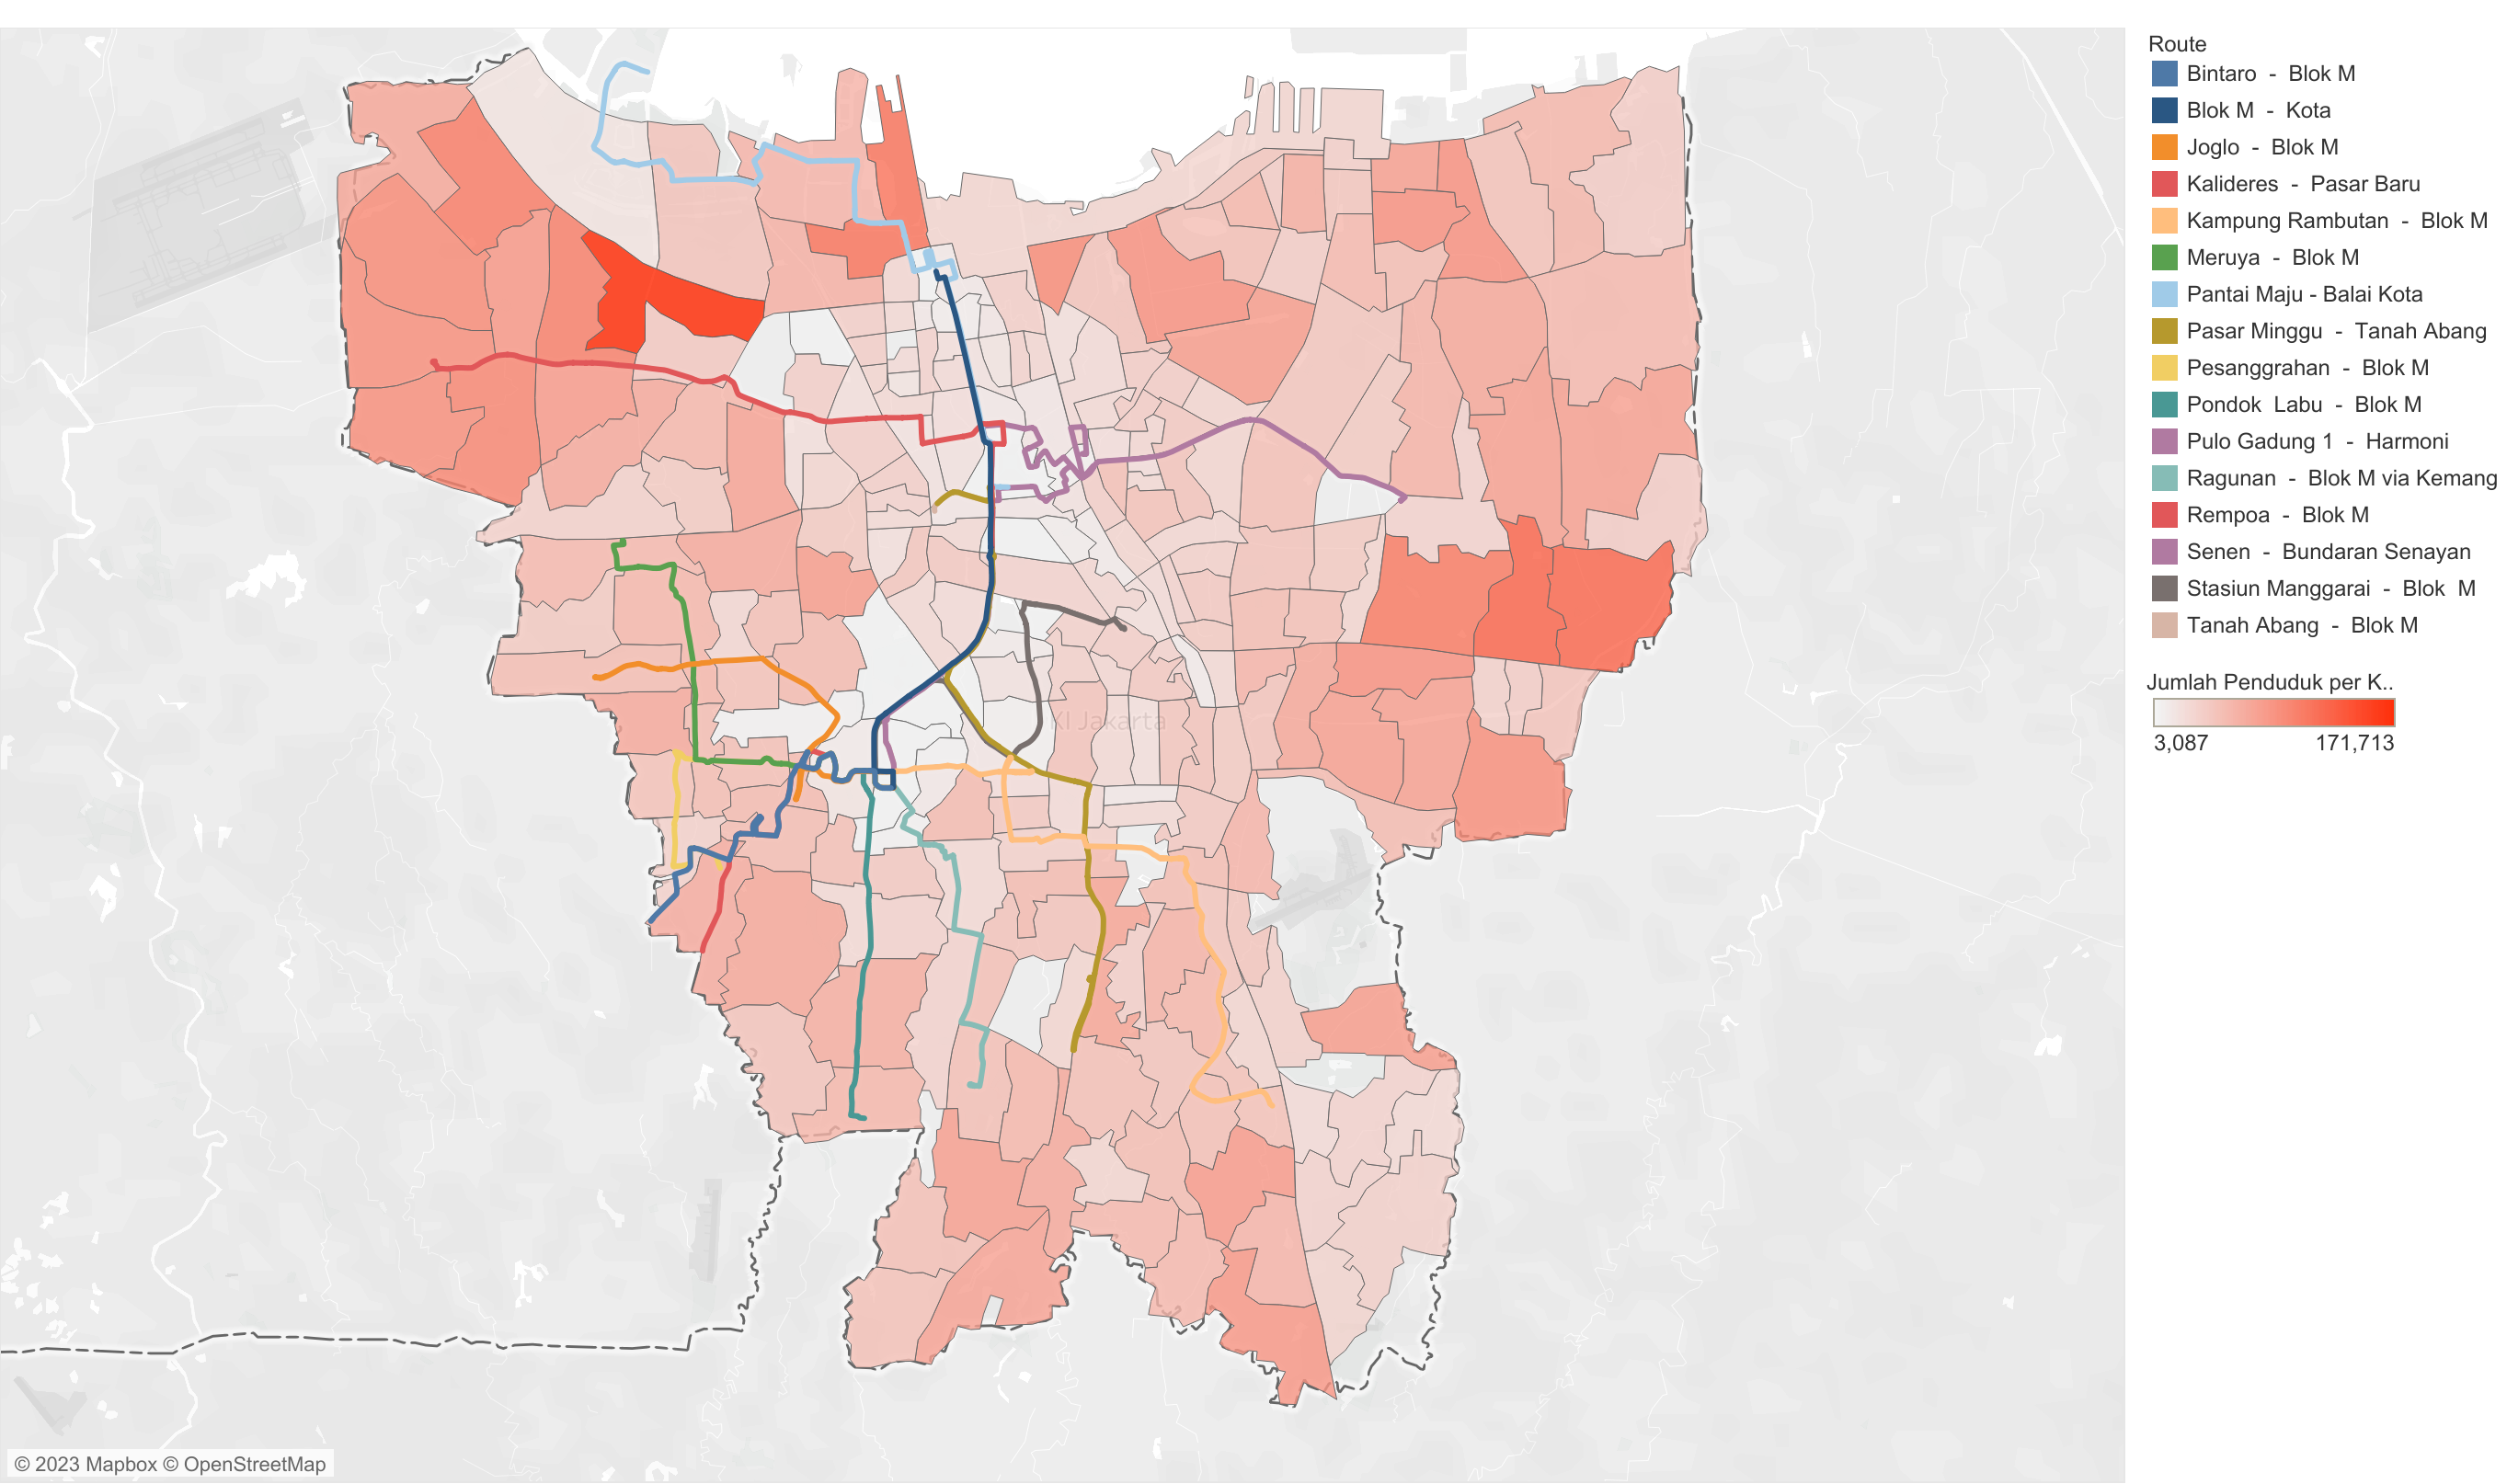 Route
Bintaro - Blok M
Blok M - Kota
Joglo - Blok M
Kalideres - Pasar Baru
Kampung Rambutan - Blok M
Meruya - Blok M
Pantai Maju - Balai Kota
Pasar Minggu - Tanah Abang
Pesanggrahan - Blok M
Pondok Labu - Blok M
Pulo Gadung 1 - Harmoni
Ragunan - Blok M via Kemang
Rempoa - Blok M
Senen - Bundaran Senayan
Stasiun Manggarai - Blok M
Tanah Abang - Blok M
Jumlah Penduduk per K..
3,087 171,713
KI Jakarta
© 2023 Mapbox © OpenStreetMap